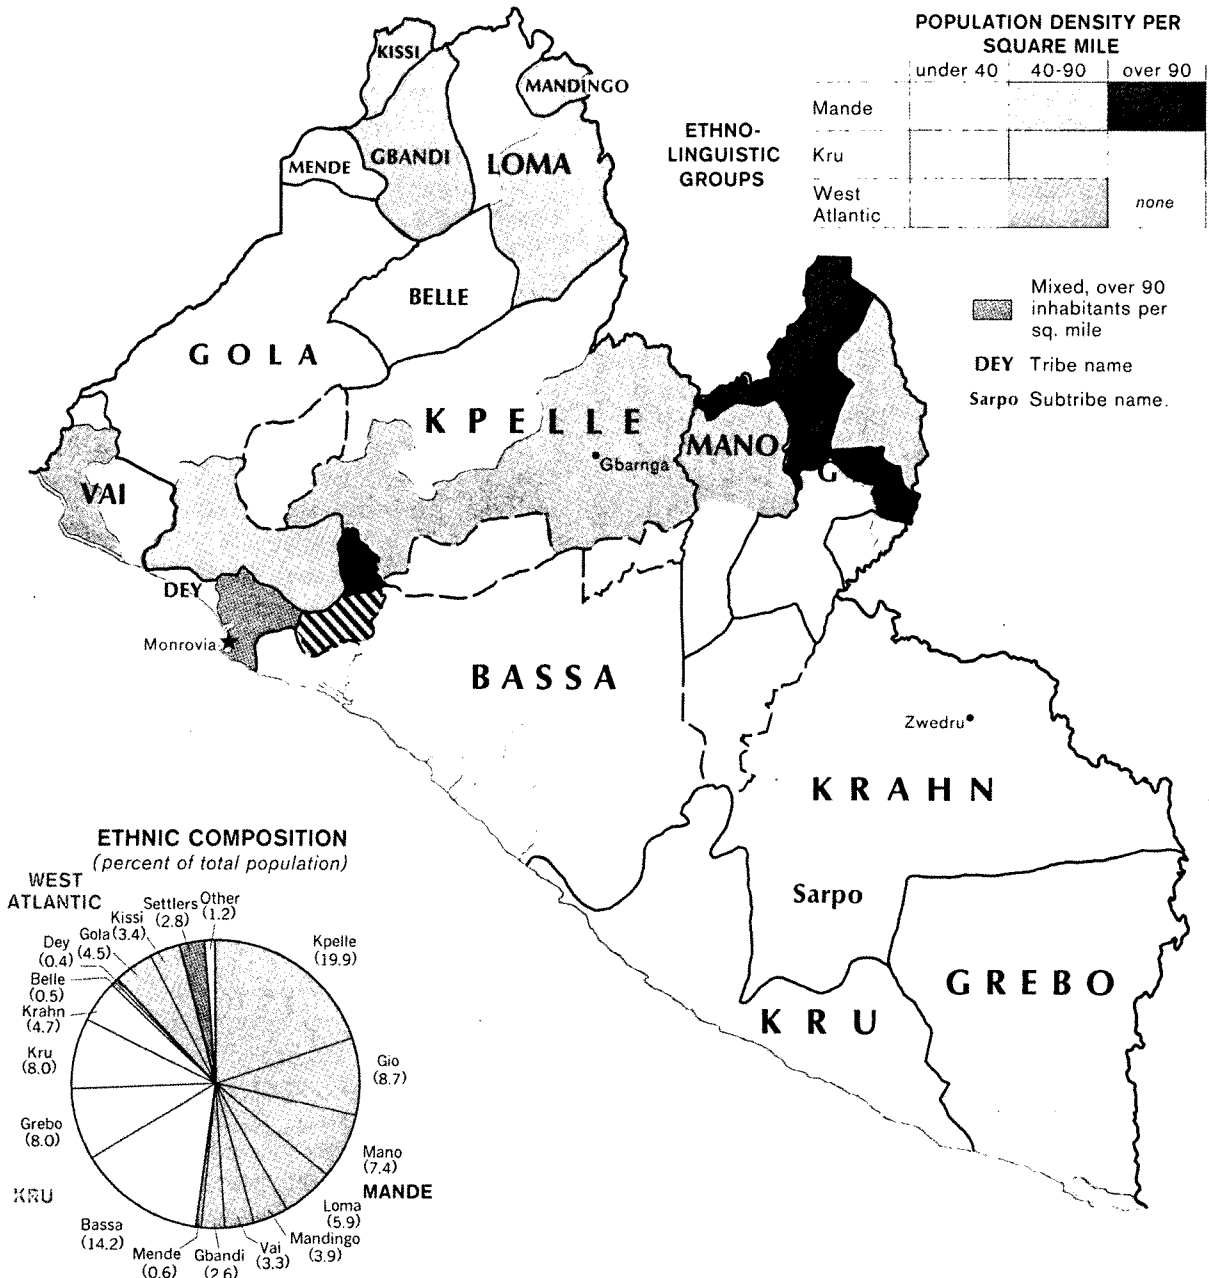 POPULATION DENSITY PER
SQUARE MILE
under 40 40-90 over 90
ETHNO-
LINGUISTIC
GROUPS
Mande
Kru
West
Atlantic
none
Mixed, over 90
inhabitants per
sq. mile
DEY Tribe name
Sarpo Subtribe name.
KISSI
MANDINGO
MENDE
GBANDI
LOMA
BELLE
GOLA
KPELLE
Gbarnga
MANO
G
VAI
DEY
Monrovia
BASSA
Zwedru
KRAHN
Sarpo
GREBO
KRU
ETHNIC COMPOSITION
(percent of total population)
WEST
ATLANTIC
Settlers
(2.8)
Other
(1.2)
Kissi
(3.4)
Gola
(4.5)
Dey
(0.4)
Belle
(0.5)
Krahn
(4.7)
Kru
(8.0)
Grebo
(8.0)
KRU
Bassa
(14.2)
Mende
(0.6)
Gbandi
(2.6)
Vai
(3.3)
Mandingo
(3.9)
Loma
(5.9)
MANDE
Mano
(7.4)
Gio
(8.7)
Kpelle
(19.9)